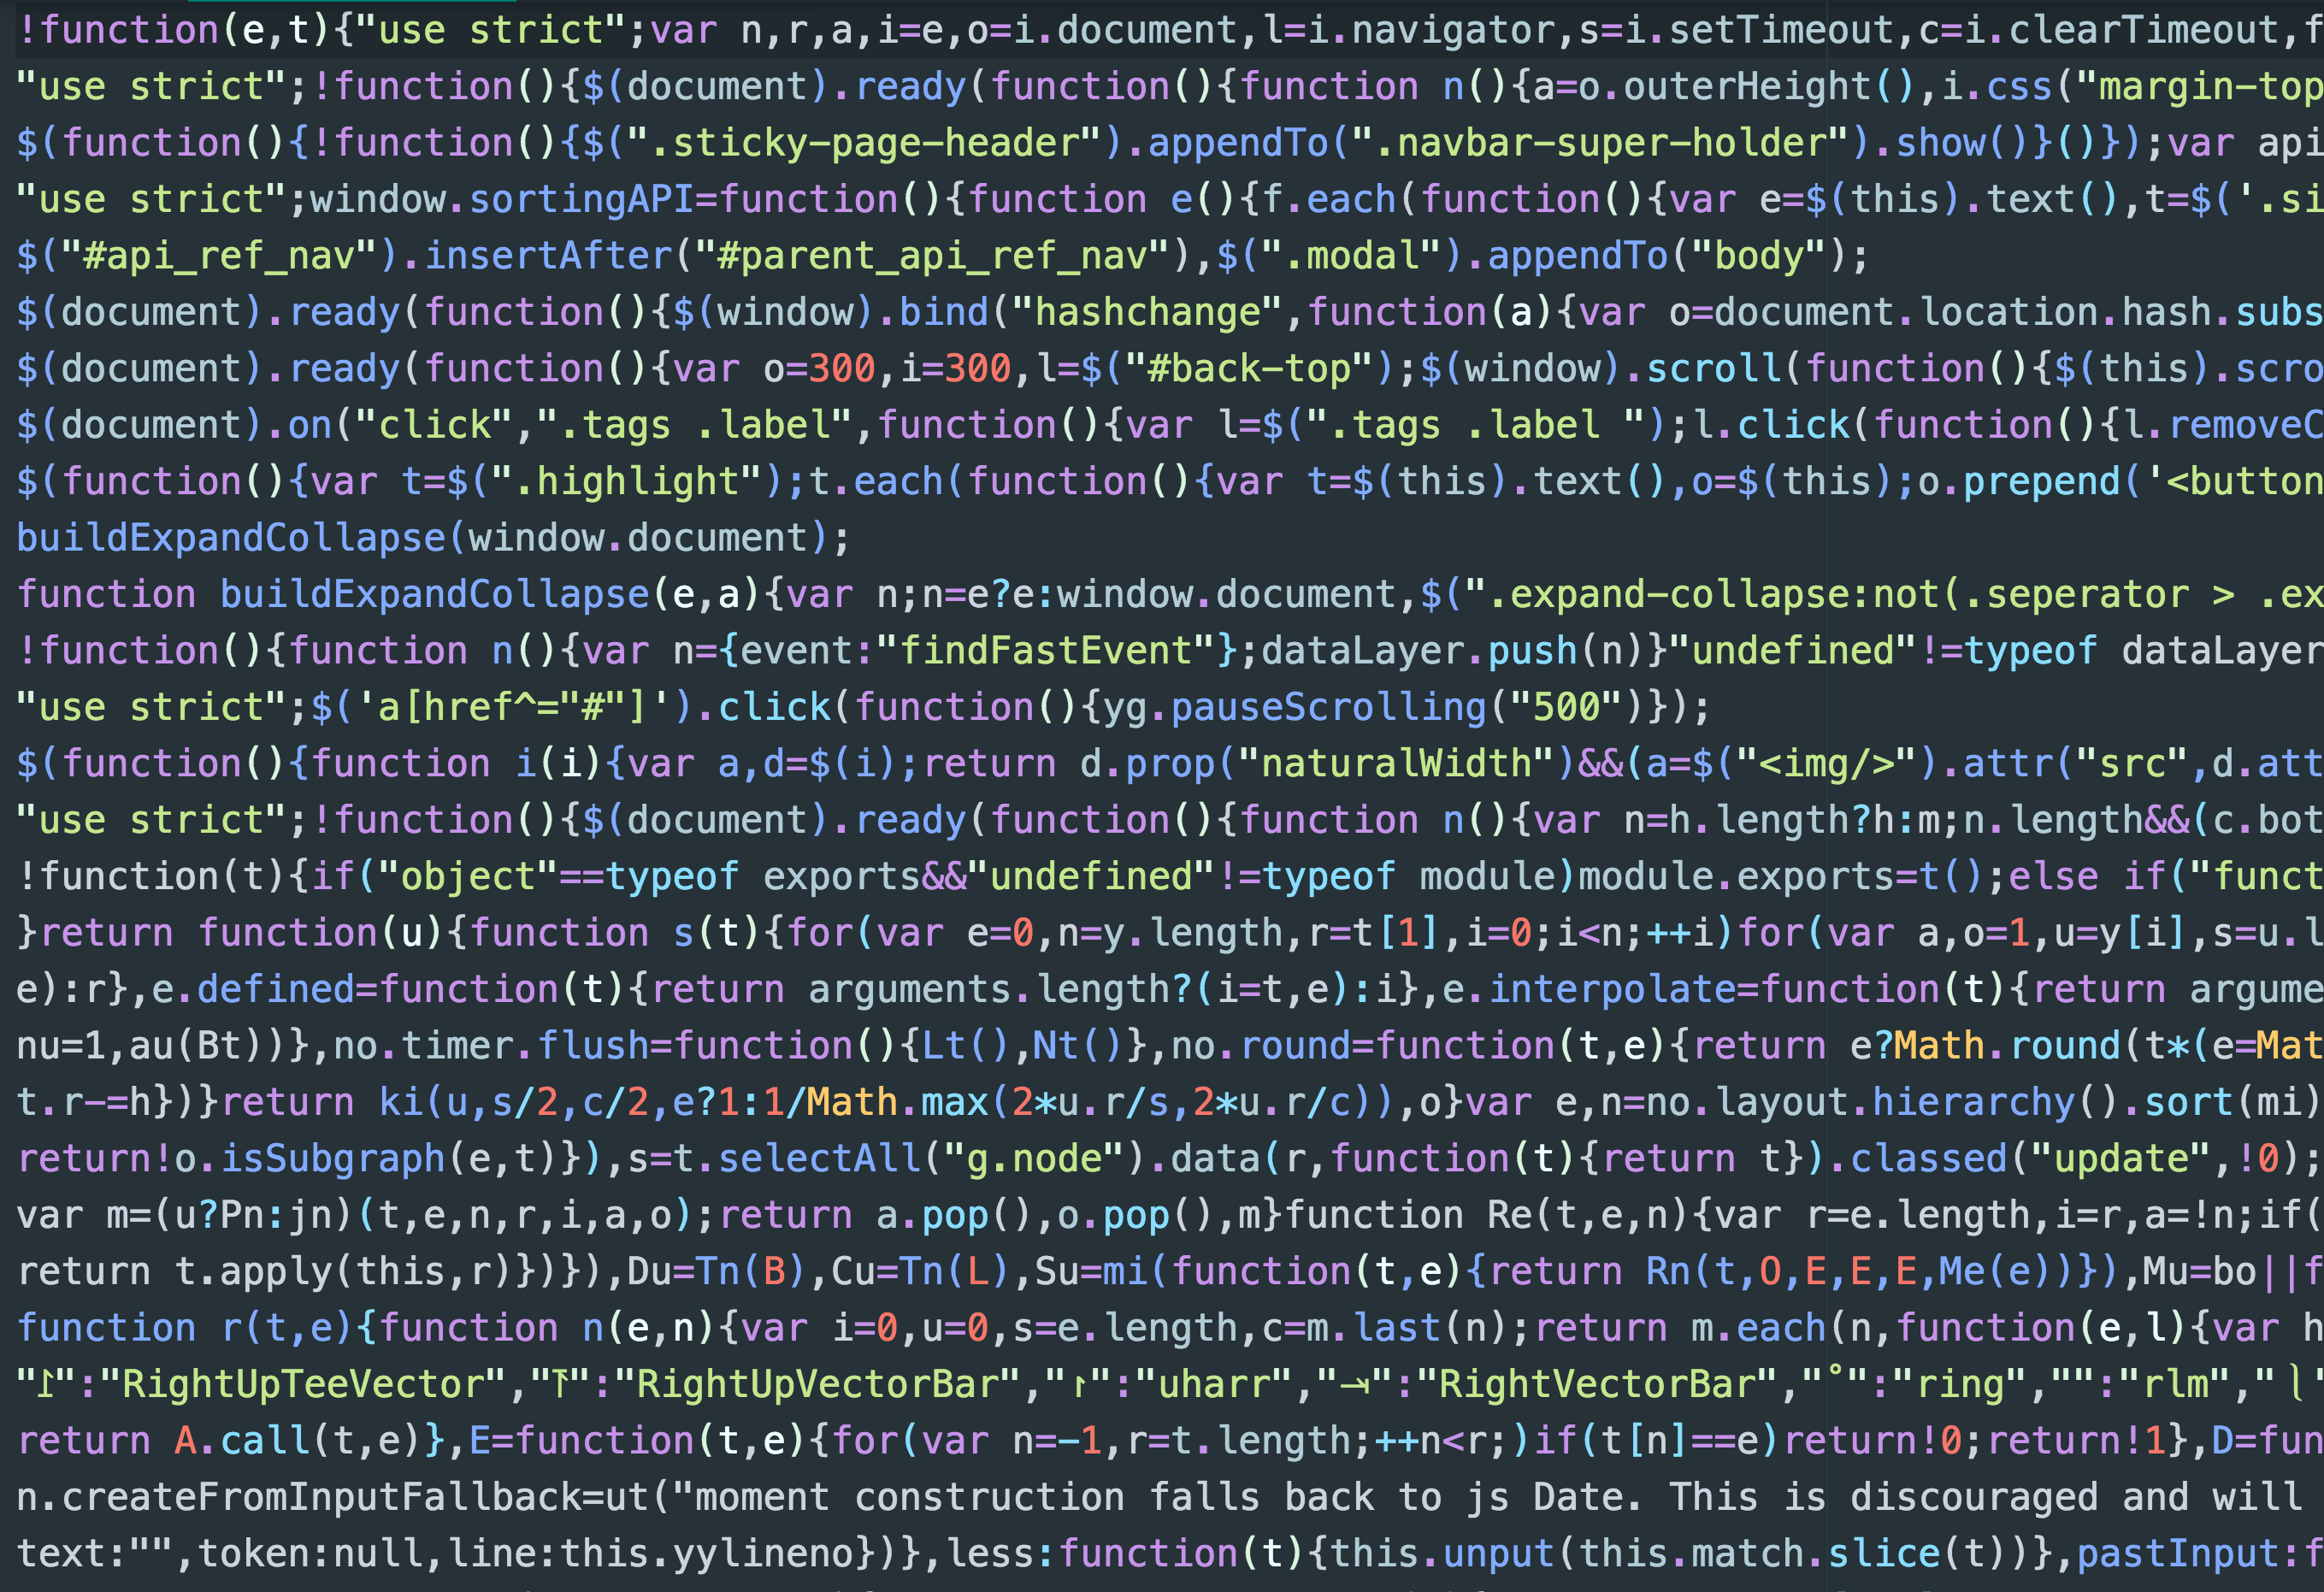 !function(e,t){"use strict";var n,r,a,i=e,o=i.document,l=i.navigator,s=i.setTimeout,c=i.clearTimeout,f
"use strict";!function(){$(document).ready(function(){function n(){a=o.outerHeight(),i.css("margin-top
$(function(){!function(){$(".sticky-page-header").appendTo(".navbar-super-holder").show()}()});var api
"use strict";window.sortingAPI=function(){function e(){f.each(function(){var e=$(this).text(),t=$('.si
$("#api_ref_nav").insertAfter("#parent_api_ref_nav"),$(".modal").appendTo("body");
$(document).ready(function(){$(window).bind("hashchange",function(a){var o=document.location.hash.subs
$(document).ready(function(){var o=300,i=300,l=$("#back-top");$(window).scroll(function(){$(this).scro
$(document).on("click",".tags .label",function(){var l=$(".tags .label ");l.click(function(){l.removeC
$(function(){var t=$(".highlight");t.each(function(){var t=$(this).text(),o=$(this);o.prepend('<button
buildExpandCollapse(window.document);
function buildExpandCollapse(e,a){var n;n=e?e:window.document,$(".expand-collapse:not(.seperator > .ex
!function(){function n(){var n={event:"findFastEvent"};dataLayer.push(n)}"undefined"!=typeof dataLayer
"use strict";$('a[href^="#"]').click(function(){yg.pauseScrolling("500")});
$(function(){function i(i){var a,d=$(i);return d.prop("naturalWidth")&&(a=$("<img/>").attr("src",d.att
"use strict";!function(){$(document).ready(function(){function n(){var n=h.length?h:m;n.length&&(c.bot
!function(t){if("object"==typeof exports&&"undefined"!=typeof module)module.exports=t();else if("funct
}return function(u){function s(t){for(var e=0,n=y.length,r=t[1],i=0;i<n;++i)for(var a,o=1,u=y[i],s=u.l
e):r},e.defined=function(t){return arguments.length?(i=t,e):i},e.interpolate=function(t){return argume
nu=1,au(Bt))},no.timer.flush=function(){Lt(),Nt()},no.round=function(t,e){return e?Math.round(t*(e=Mat
t.r-=h})}return ki(u,s/2,c/2,e?1:1/Math.max(2*u.r/s,2*u.r/c)),o}var e,n=no.layout.hierarchy().sort(mi)
return!o.isSubgraph(e,t)}),s=t.selectAll("g.node").data(r,function(t){return t}).classed("update",!0);
var m=(u?Pn:jn)(t,e,n,r,i,a,o);return a.pop(),o.pop(),m}function Re(t,e,n){var r=e.length,i=r,a=!n;if(
return t.apply(this,r)})}),Du=Tn(B),Cu=Tn(L),Su=mi(function(t,e){return Rn(t,O,E,E,E,Me(e))}),Mu=bo||f
function r(t,e){function n(e,n){var i=0,u=0,s=e.length,c=m.last(n);return m.each(n,function(e,l){var h
"⥜":"RightUpTeeVector","⥔":"RightUpVectorBar","↾":"uharr","⥓":"RightVectorBar","˚":"ring","":"rlm","⎱"
return A.call(t,e)},E=function(t,e){for(var n=-1,r=t.length;++n<r;)if(t[n]==e)return!0;return!1},D=fun
n.createFromInputFallback=ut("moment construction falls back to js Date. This is discouraged and will
text:"",token:null,line:this.yylineno})},less:function(t){this.unput(this.match.slice(t))},pastInput:f